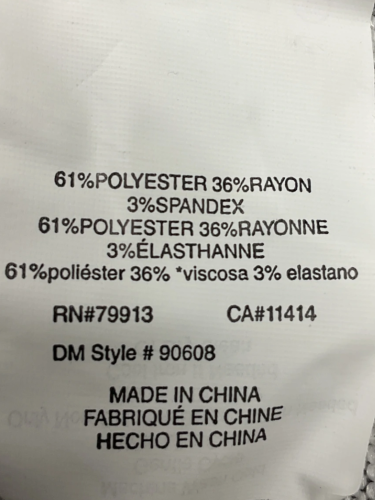 61%POLYESTER 36%RAYON
3%SPANDEX
61%POLYESTER 36%RAYONNE
3%ÉLASTHANNE
61%poliéster 36% *viscosa 3% elastano
RN#79913 CA#11414
DM Style # 90608
MADE IN CHINA
FABRIQUÉ EN CHINE
HECHO EN CHINA